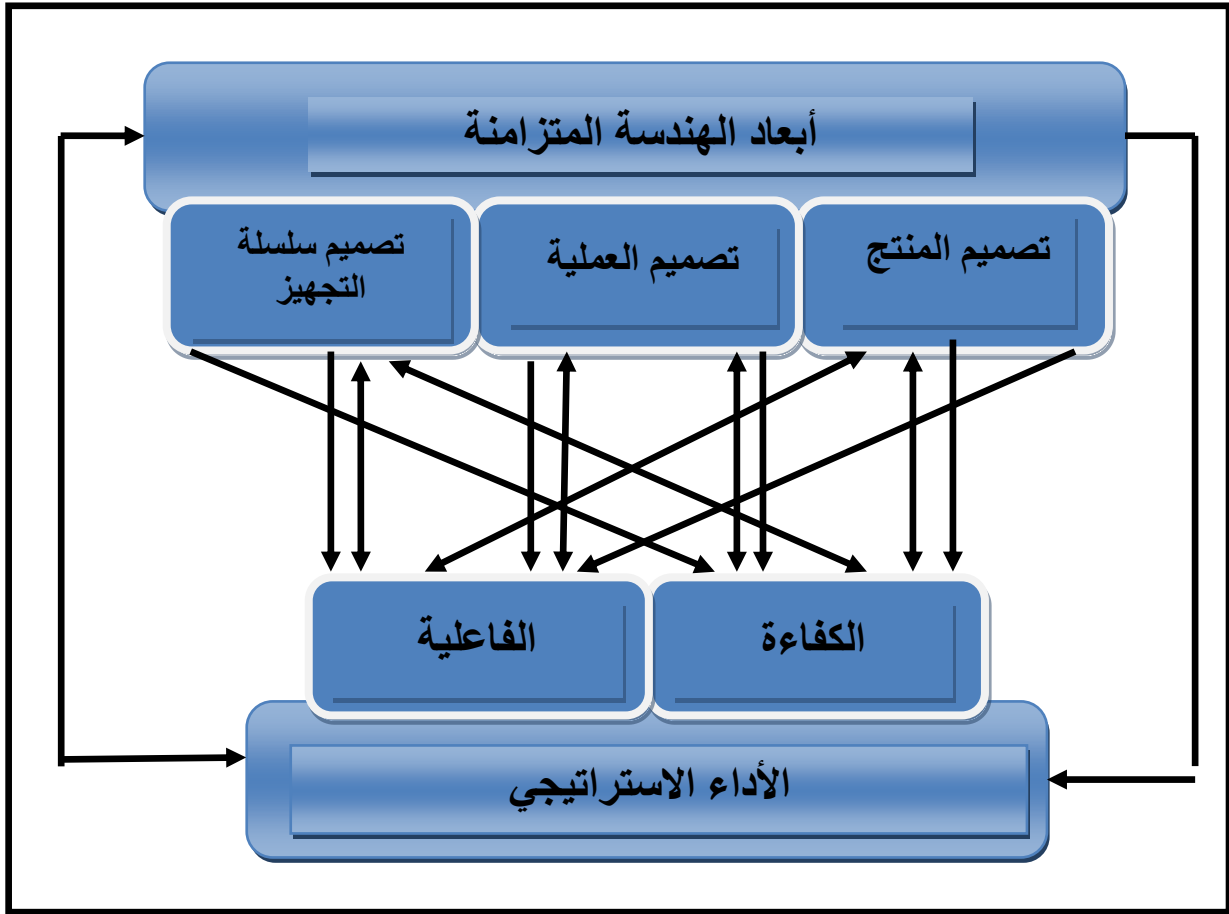 أبعاد الهندسة المتزامنة
تصميم المنتج
تصميم العملية
تصميم سلسلة
التجهيز
الكفاءة
الفاعلية
الأداء الاستراتيجي